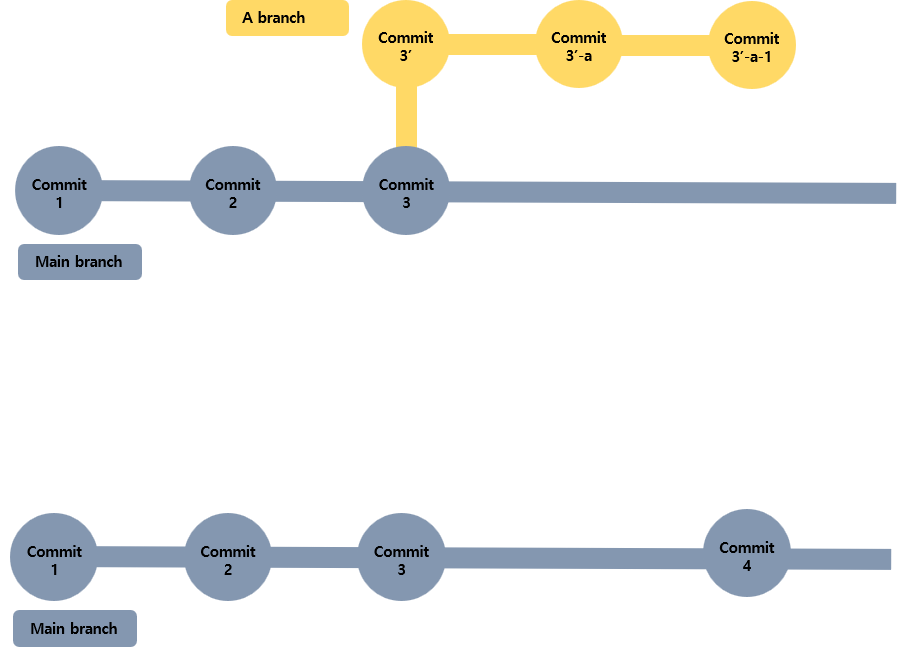 A branch
Commit
3′
Commit
3′-a
Commit
3′-a-1
Commit
1
Commit
2
Commit
3
Main branch
Commit
1
Commit
2
Commit
3
Commit
4
Main branch